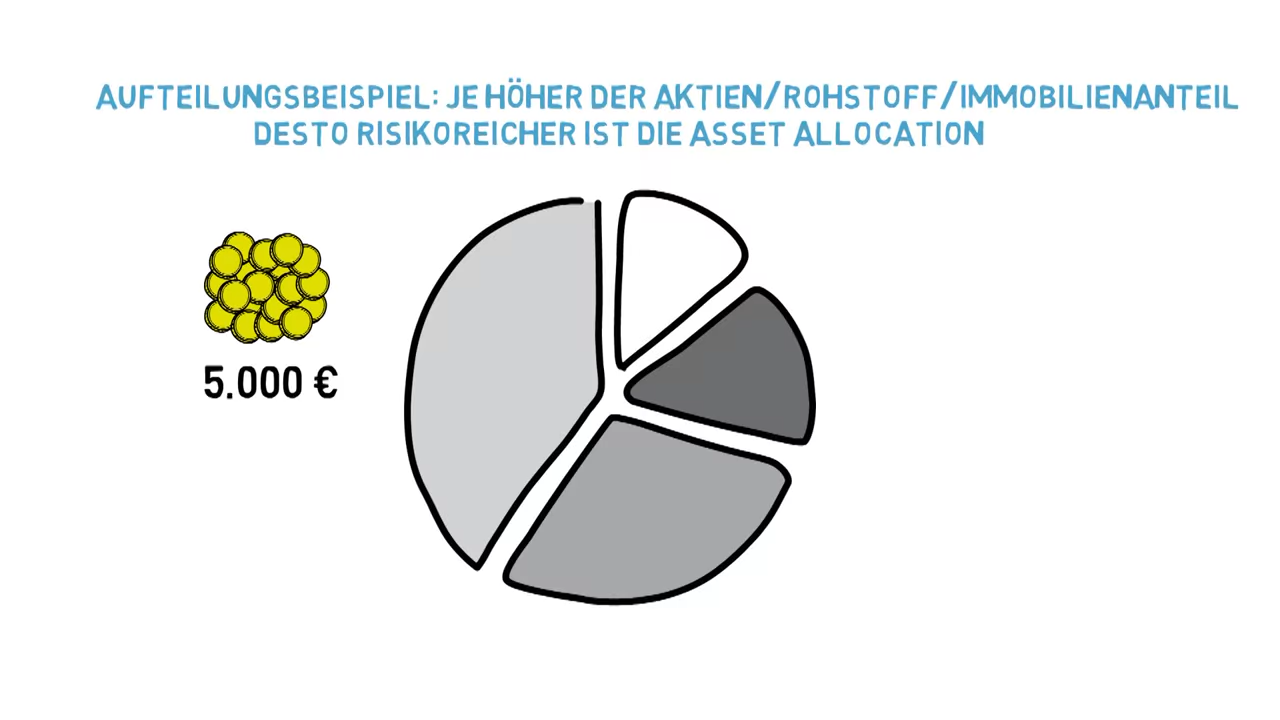 AUFTEILUNGSBEISPIEL: JE HÖHER DER AKTIEN/ROHSTOFF/IMMOBILIENANTEIL
DESTO RISIKOREICHER IST DIE ASSET ALLOCATION
5.000 €